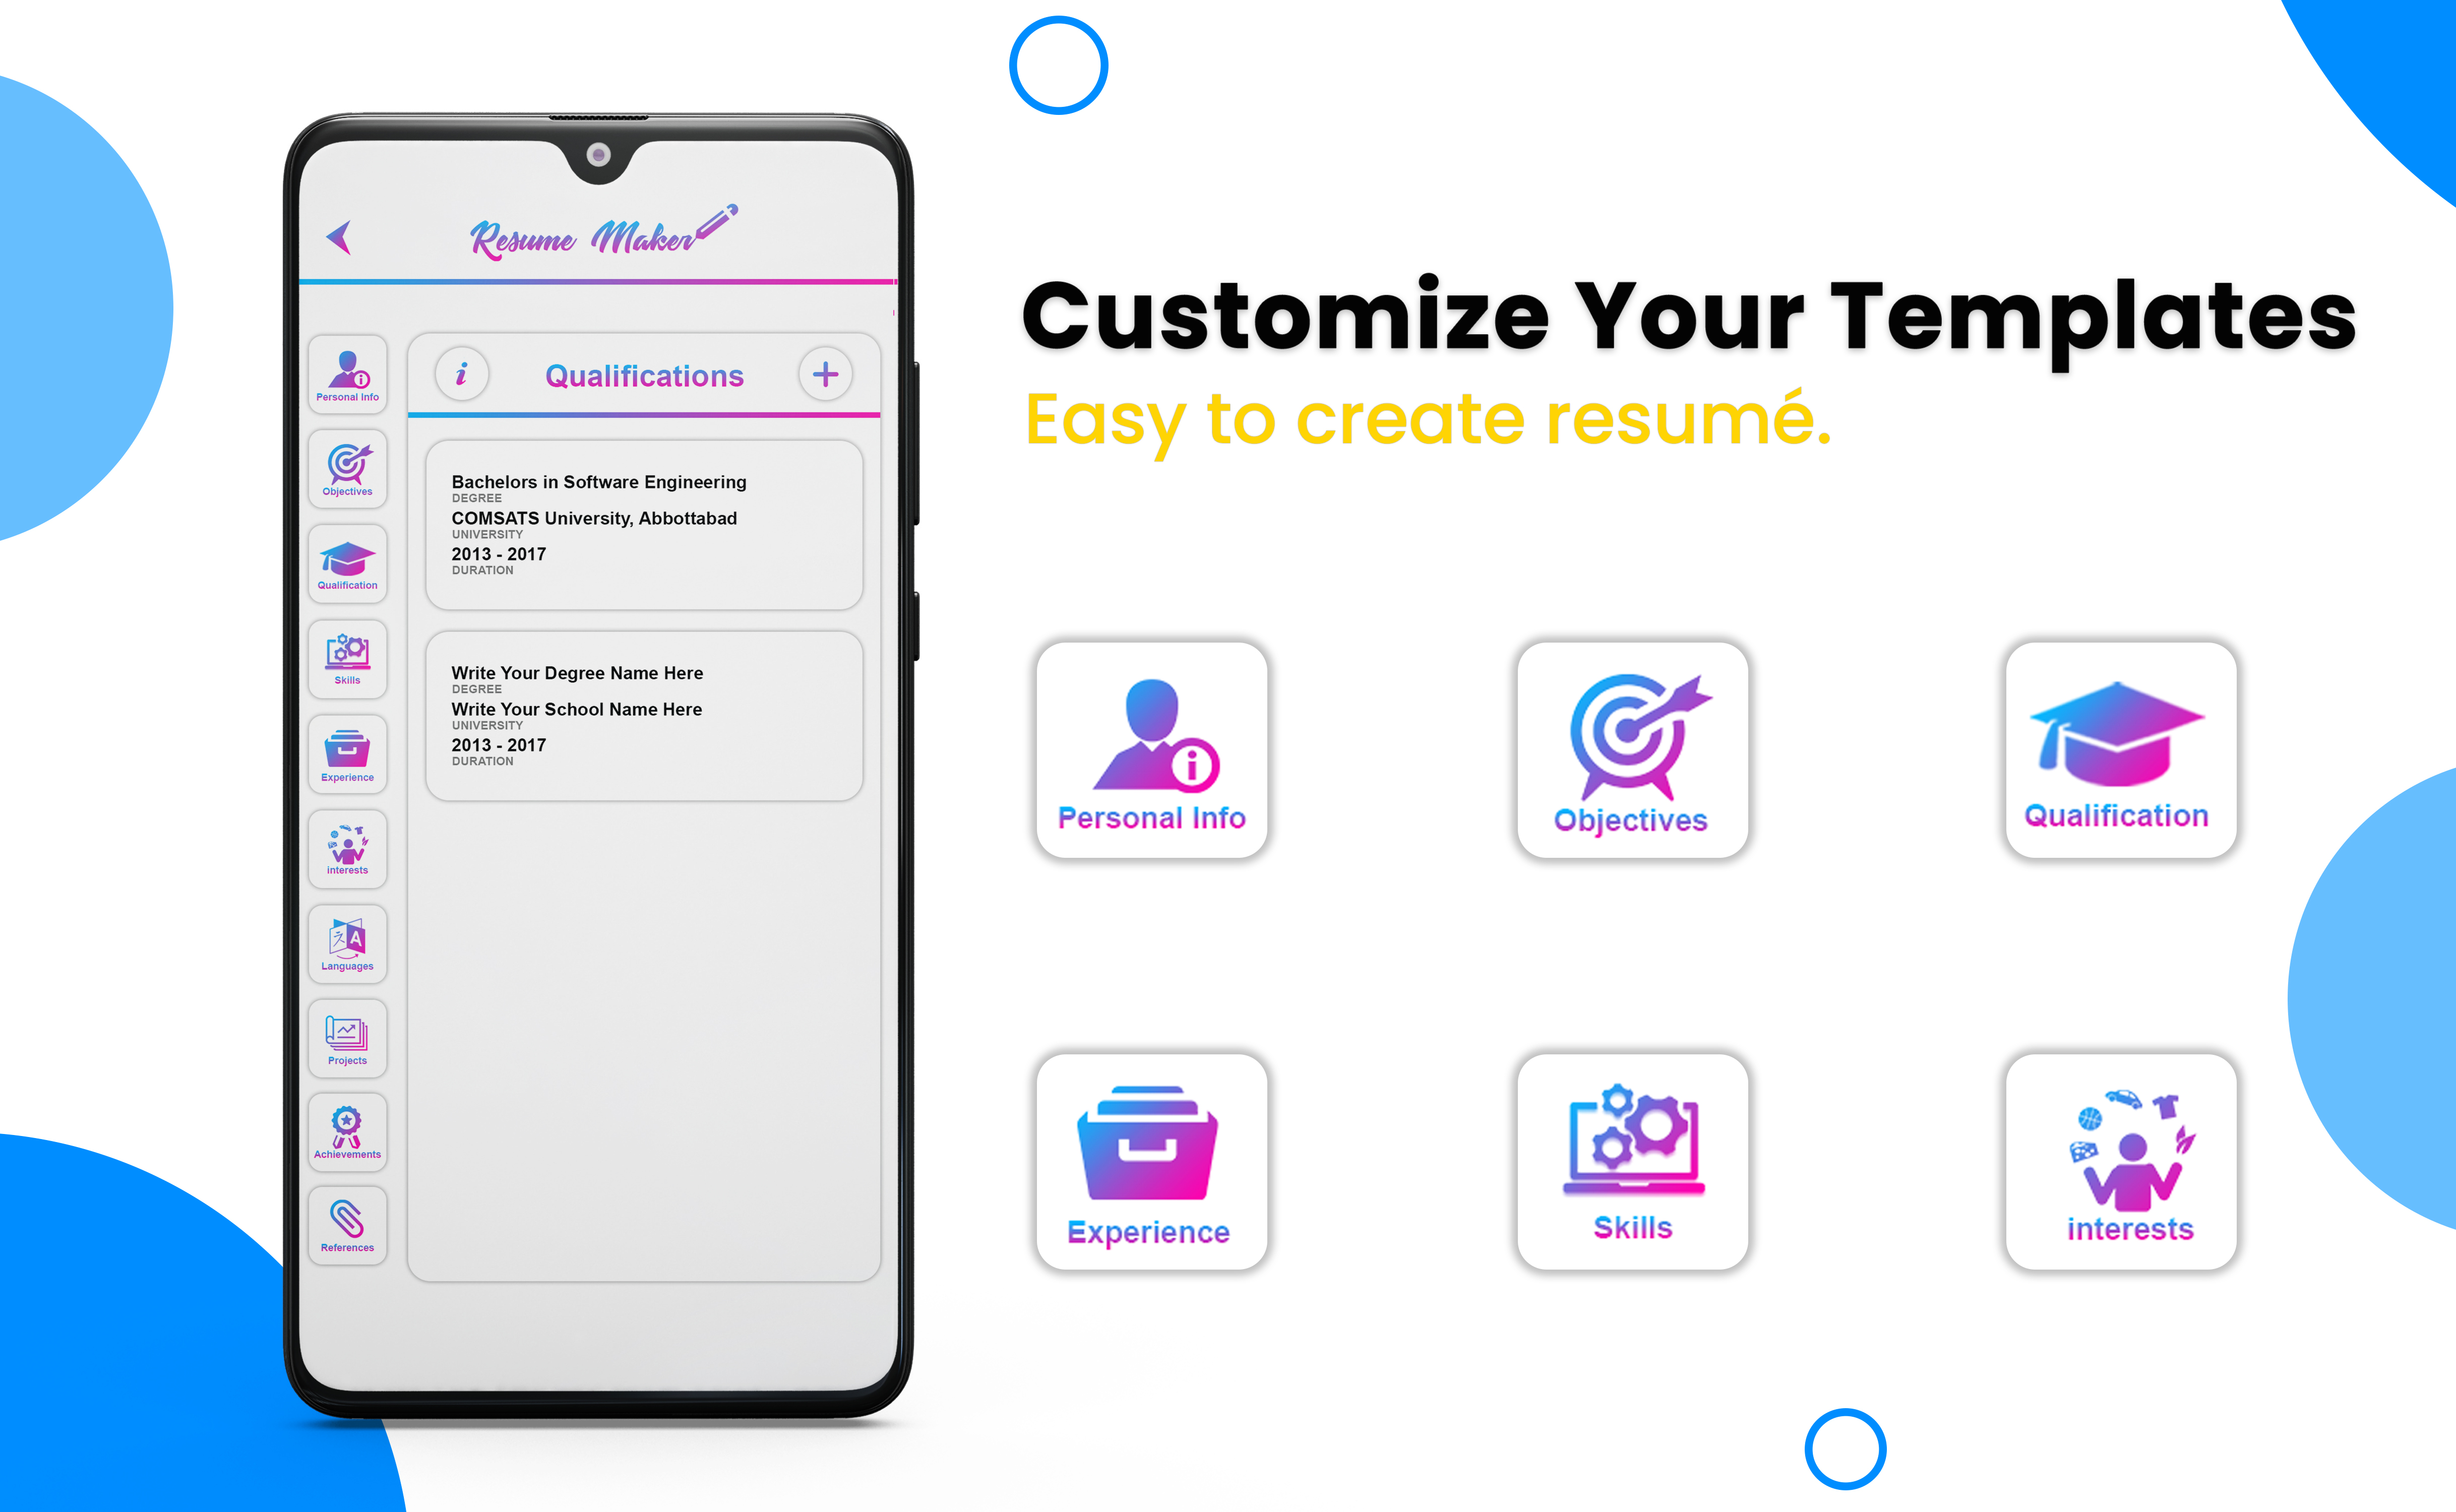 Resume Maker
Personal Info
Objectives
Qualification
Skills
Experience
interests
Languages
Projects
Achievements
References
i
Qualifications
+
Bachelors in Software Engineering
DEGREE
COMSATS University, Abbottabad
UNIVERSITY
2013 - 2017
DURATION
Write Your Degree Name Here
DEGREE
Write Your School Name Here
UNIVERSITY
2013 - 2017
DURATION
Customize Your Templates
Easy to create resumé.
Personal Info
Objectives
Qualification
Experience
Skills
interests